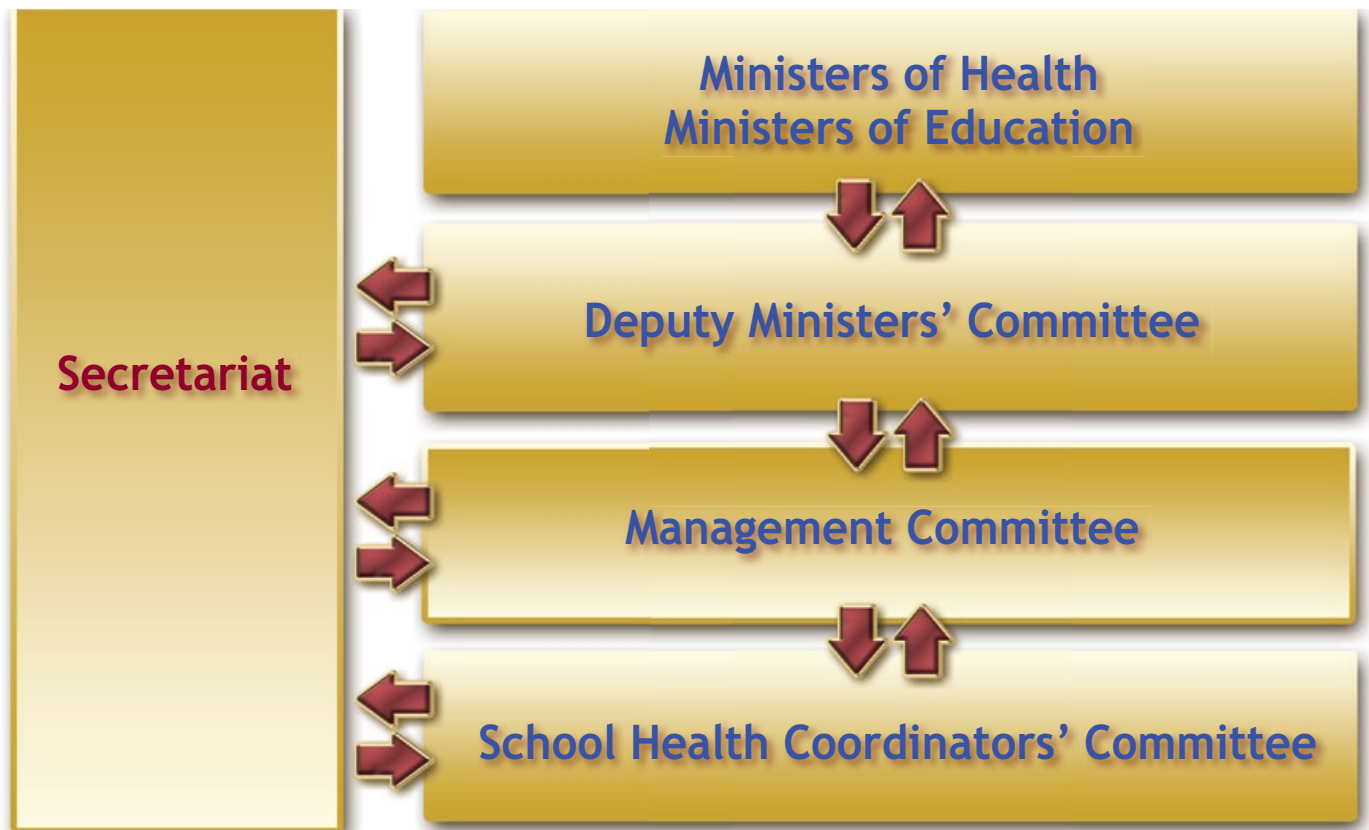 Secretariat
Ministers of Health
Ministers of Education
Deputy Ministers’ Committee
Management Committee
School Health Coordinators’ Committee